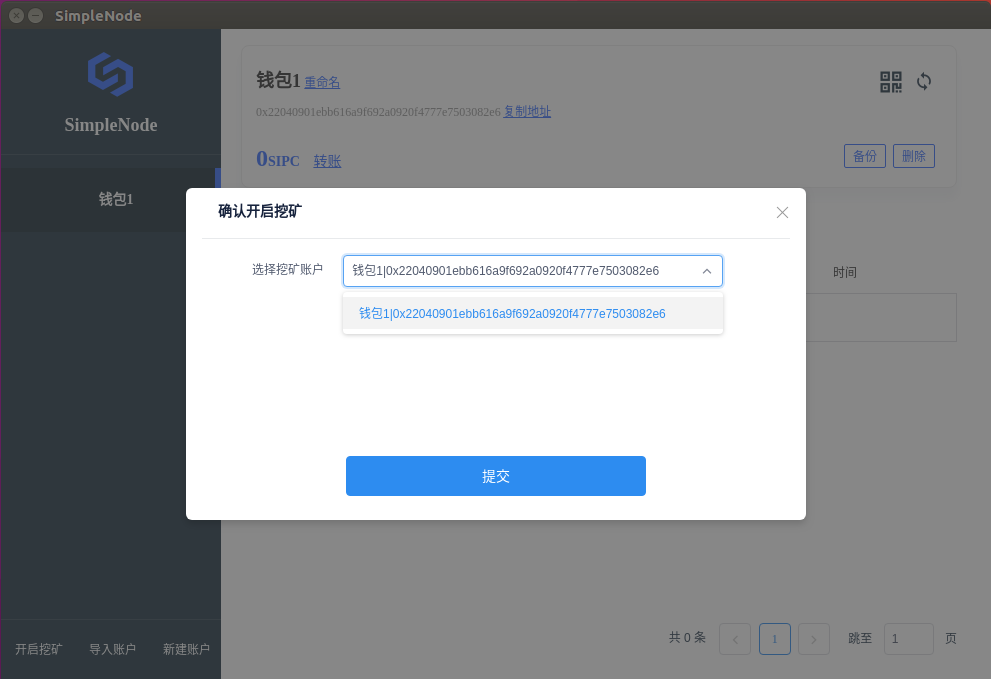 SimpleNode
SimpleNode
钱包1
开启挖矿 导入账户 新建账户
钱包1 重命名
0x22040901ebb616a9f692a0920f4777e7503082e6 复制地址
0SIPC 转账
备份 删除
时间
确认开启挖矿
选择挖矿账户 钱包1|0x22040901ebb616a9f692a0920f4777e7503082e6
钱包1|0x22040901ebb616a9f692a0920f4777e7503082e6
提交
共 0 条 1 跳至 1 页